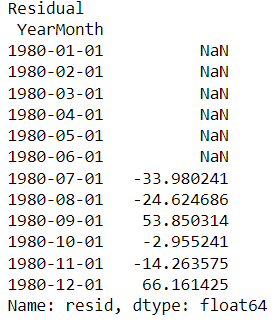 Residual
YearMonth
1980-01-01 NaN
1980-02-01 NaN
1980-03-01 NaN
1980-04-01 NaN
1980-05-01 NaN
1980-06-01 NaN
1980-07-01 -33.980241
1980-08-01 -24.624686
1980-09-01 53.850314
1980-10-01 -2.955241
1980-11-01 -14.263575
1980-12-01 66.161425
Name: resid, dtype: float64